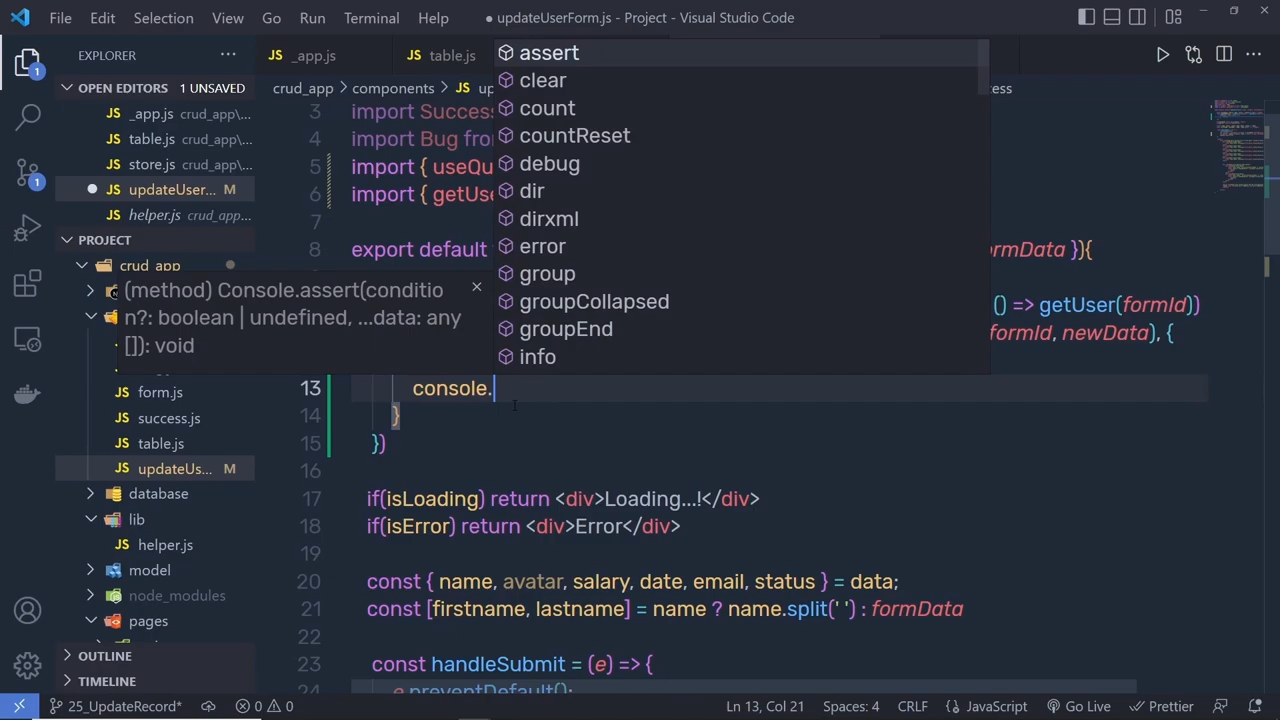 File Edit Selection View Go Run Terminal Help
● updateUserForm.js - Project - Visual Studio Code
EXPLORER
OPEN EDITORS 1 UNSAVED
_app.js crud_app\...
table.js crud_app\...
store.js crud_app\...
updateUser... M
helper.js crud_app\...
PROJECT
crud_app
form.js
success.js
table.js
updateUs... M
database
lib
helper.js
model
node_modules
pages
OUTLINE
TIMELINE
JS _app.js JS table.js
crud_app > components > JS up
assert
clear
count
countReset
debug
dir
dirxml
error
group
groupCollapsed
groupEnd
info
(method) Console.assert(conditio
n?: boolean | undefined, ...data: any
[]): void
3 import Success
4 import Bug from
5 import { useQu
6 import { getUse
7
8 export default formData }){
() => getUser(formId))
formId, newData), {
13 console.
14 }
15 })
16
17 if(isLoading) return <div>Loading...!</div>
18 if(isError) return <div>Error</div>
19
20 const { name, avatar, salary, date, email, status } = data;
21 const [firstname, lastname] = name ? name.split(' ') : formData
22
23 const handleSubmit = (e) => {
24 e.preventDefault();
25_UpdateRecord* 0 0 Ln 13, Col 21 Spaces: 4 CRLF {} JavaScript Go Live Prettier